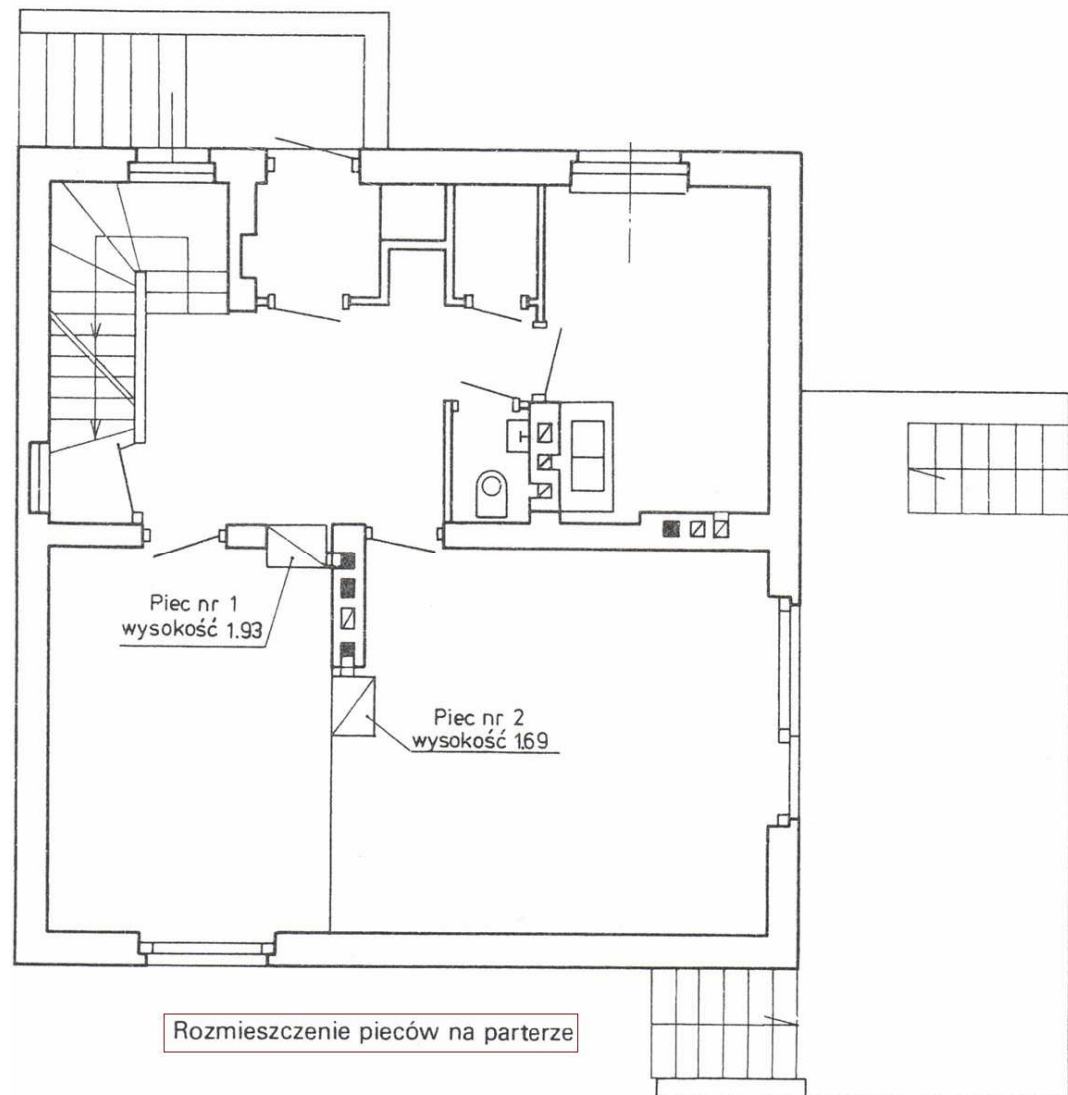 Piec nr 1
wysokość 1.93
Piec nr 2
wysokość 1.69
Rozmieszczenie pieców na parterze